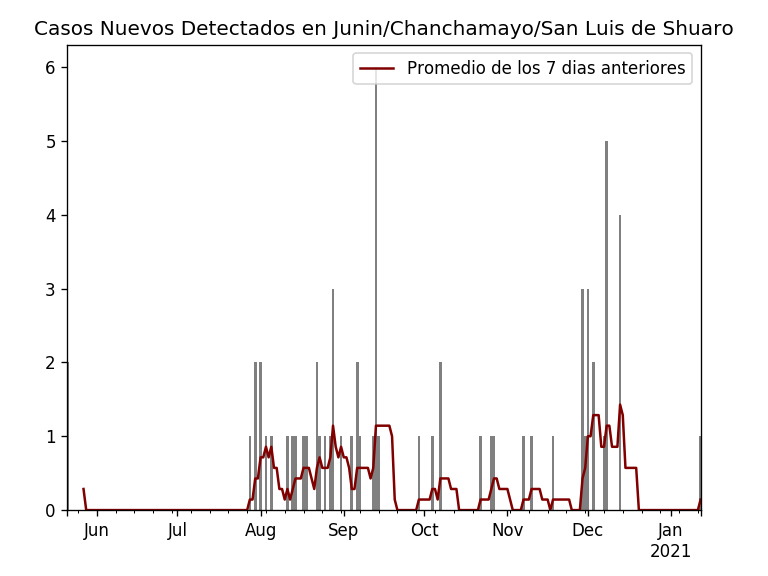 Casos Nuevos Detectados en Junin/Chanchamayo/San Luis de Shuaro
Promedio de los 7 dias anteriores
6
5
4
3
2
1
0
Jun Jul Aug Sep Oct Nov Dec Jan
2021